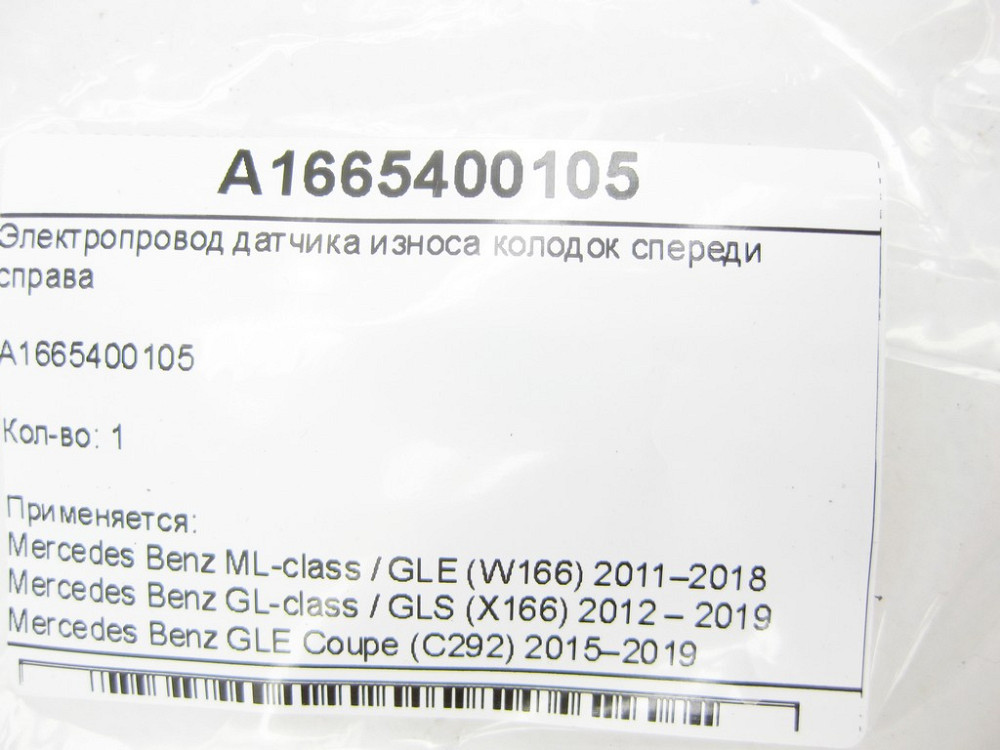 A1665400105
Электропровод датчика износа колодок спереди
справа
A1665400105
Кол-во: 1
Применяется:
Mercedes Benz ML-class / GLE (W166) 2011–2018
Mercedes Benz GL-class / GLS (X166) 2012 – 2019
Mercedes Benz GLE Coupe (C292) 2015–2019